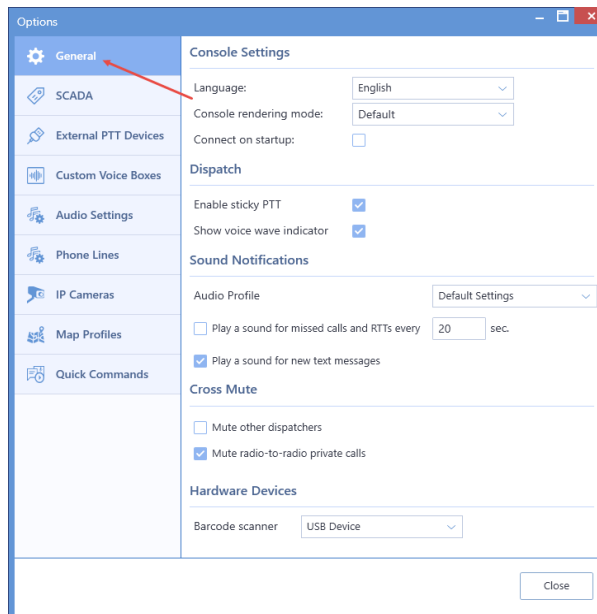 Options
General
SCADA
External PTT Devices
Custom Voice Boxes
Audio Settings
Phone Lines
IP Cameras
Map Profiles
Quick Commands
Console Settings
Language: English
Console rendering mode: Default
Connect on startup:
Dispatch
Enable sticky PTT
Show voice wave indicator
Sound Notifications
Audio Profile Default Settings
Play a sound for missed calls and RTTs every 20 sec.
Play a sound for new text messages
Cross Mute
Mute other dispatchers
Mute radio-to-radio private calls
Hardware Devices
Barcode scanner USB Device
Close